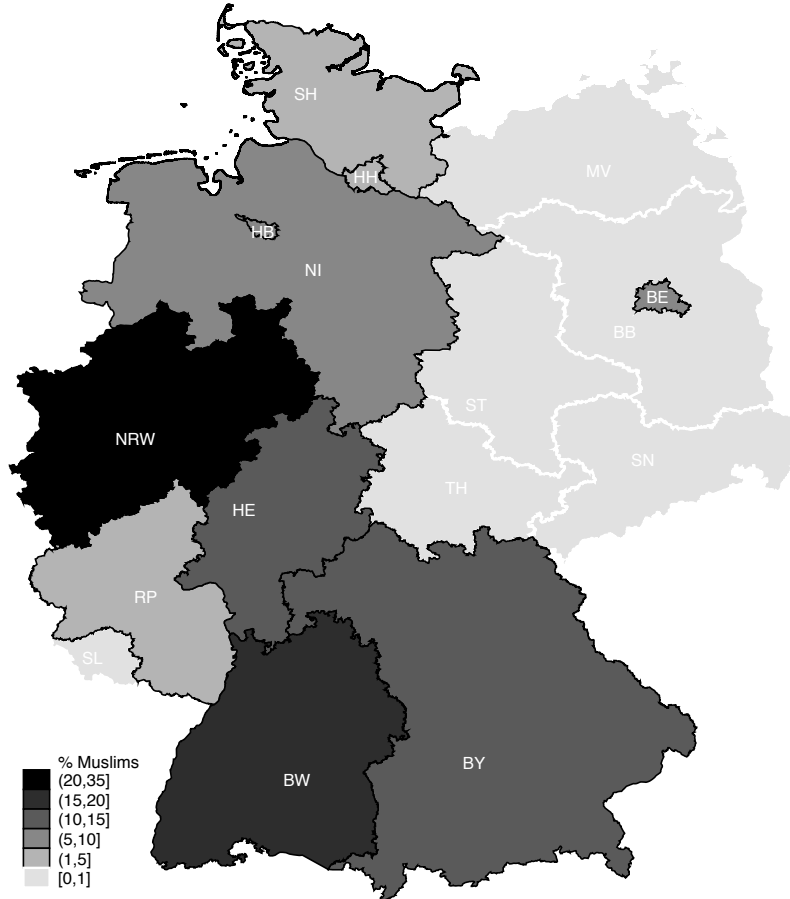 SH
MV
HH
HB
NI
BE
BB
ST
NRW
SN
TH
HE
RP
SL
BY
BW
% Muslims
(20,35]
(15,20]
(10,15]
(5,10]
(1,5]
[0,1]